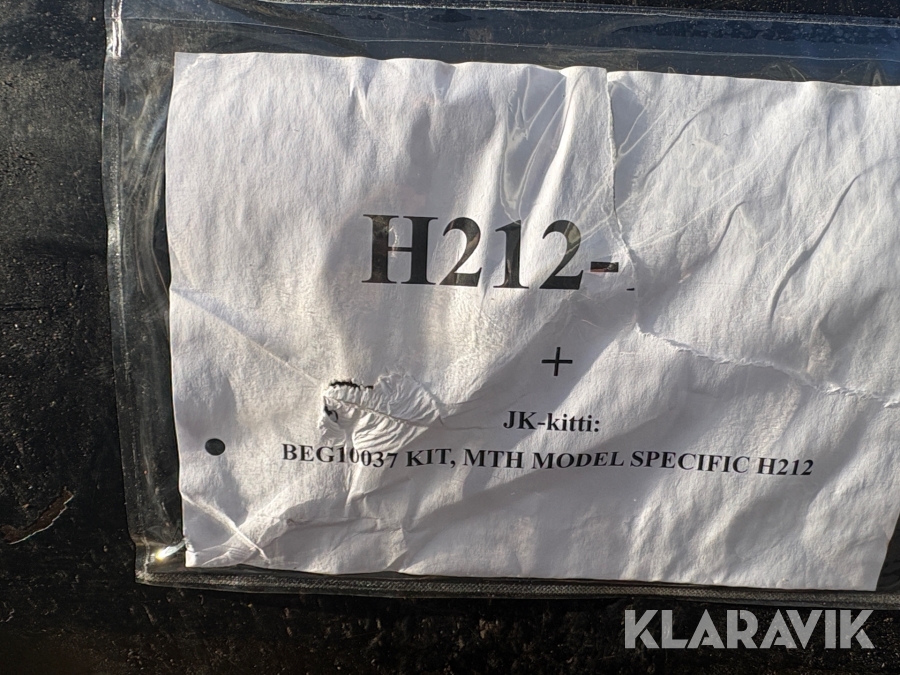 H212-
+
JK-kitti:
BEG10037 KIT, MTH MODEL SPECIFIC H212
KLARAVIK